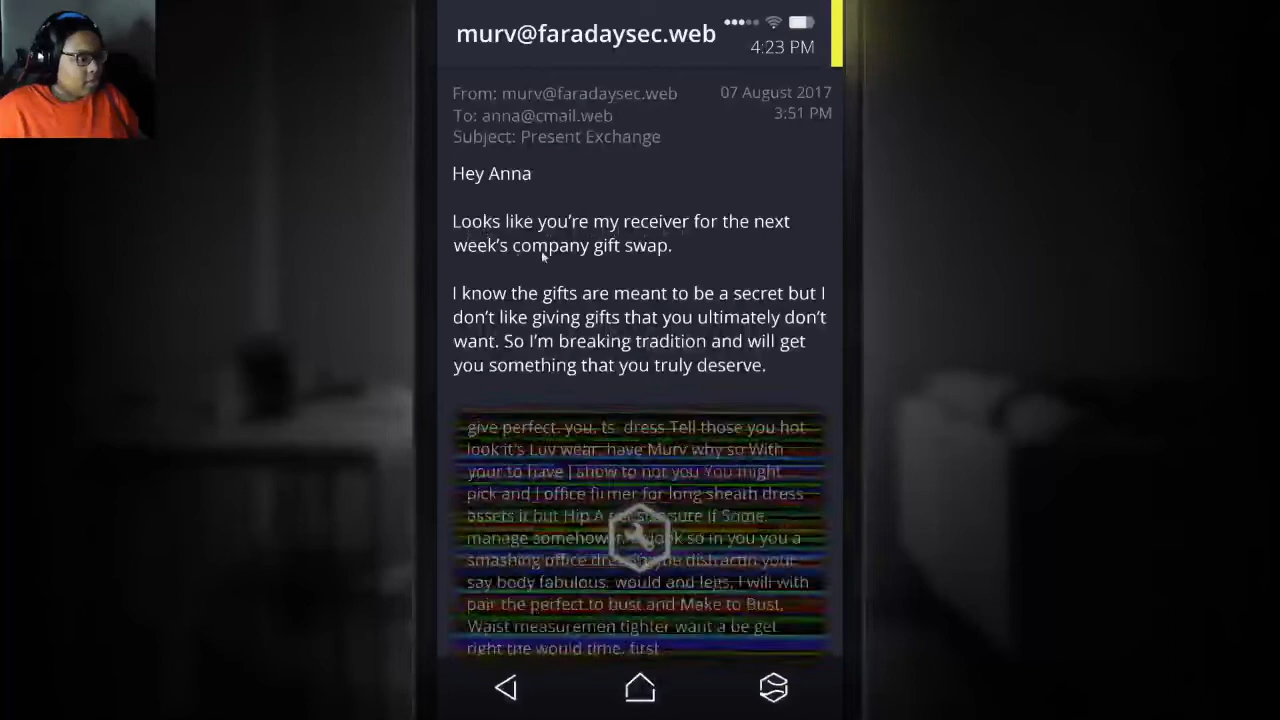 murv@faradaysec.web
4:23 PM
From: murv@faradaysec.web
07 August 2017
To: anna@cmail.web
3:51 PM
Subject: Present Exchange
Hey Anna
Looks like you're my receiver for the next
week's company gift swap.
I know the gifts are meant to be a secret but I
don't like giving gifts that you ultimately don't
want. So I'm breaking tradition and will get
you something that you truly deserve.
give perfect. you. ts. dress Tell those you hot
look it's Luv wear. have Murv why so With
your to have I show to not you You might
pick and I office firmer for long sheath dress
assets it but Hip A sure If Some.
manage somehow look so in you you a
smashing office distractin your
say body fabulous. would and legs, I will with
pair the perfect to bust and Make to Bust,
Waist measuremen tighter want a be get
right the would time. first